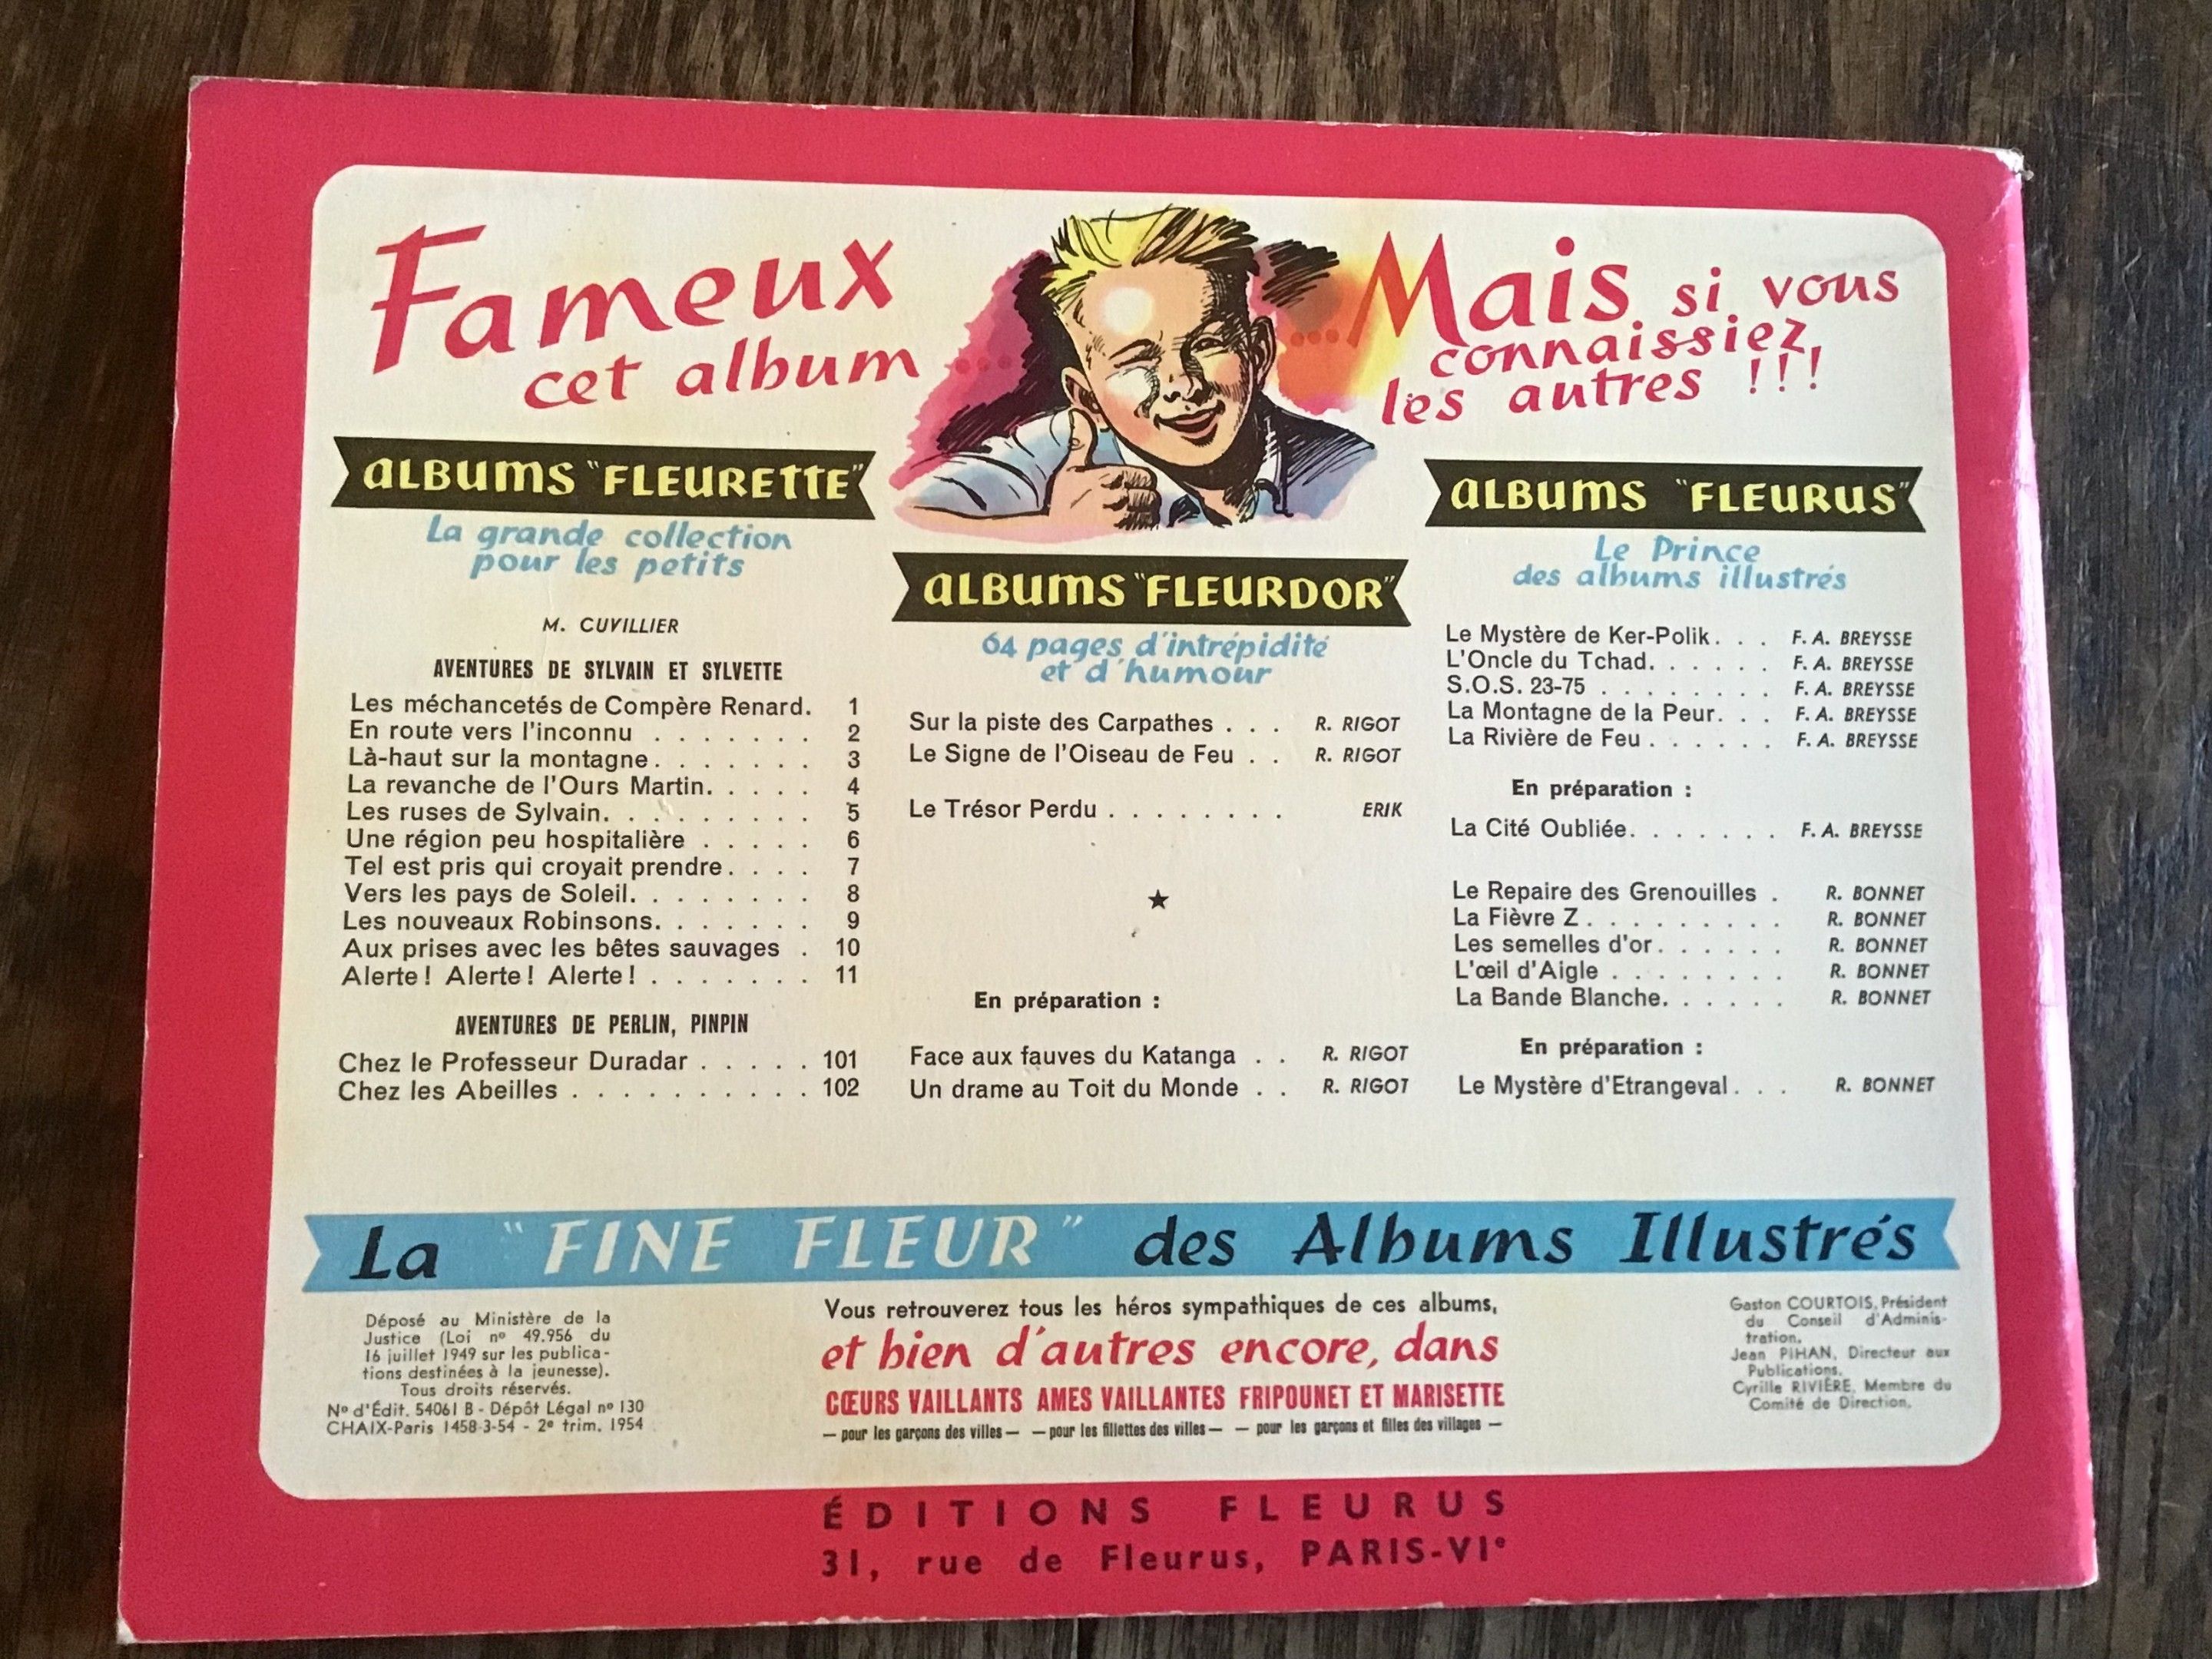 Fameux
cet album ....
....Mais si vous
connaissiez
les autres !!!
ALBUMS "FLEURETTE"
La grande collection
pour les petits
M. CUVILLIER
AVENTURES DE SYLVAIN ET SYLVETTE
Les méchancetés de Compère Renard. 1
En route vers l'inconnu . . . . . . . 2
Là-haut sur la montagne. . . . . . . 3
La revanche de l'Ours Martin. . . . . 4
Les ruses de Sylvain. . . . . . . . . 5
Une région peu hospitalière . . . . . 6
Tel est pris qui croyait prendre. . . . 7
Vers les pays de Soleil. . . . . . . . 8
Les nouveaux Robinsons. . . . . . . 9
Aux prises avec les bêtes sauvages . 10
Alerte ! Alerte ! Alerte ! . . . . . . . 11
AVENTURES DE PERLIN, PINPIN
Chez le Professeur Duradar . . . . . 101
Chez les Abeilles . . . . . . . . . . 102
ALBUMS "FLEURDOR"
64 pages d'intrépidité
et d'humour
Sur la piste des Carpathes . . . R. RIGOT
Le Signe de l'Oiseau de Feu . . R. RIGOT
Le Trésor Perdu . . . . . . . . ERIK
★
En préparation :
Face aux fauves du Katanga . . R. RIGOT
Un drame au Toit du Monde . . R. RIGOT
ALBUMS "FLEURUS"
Le Prince
des albums illustrés
Le Mystère de Ker-Polik. . . F. A. BREYSSE
L'Oncle du Tchad. . . . . . F. A. BREYSSE
S.O.S. 23-75 . . . . . . . . F. A. BREYSSE
La Montagne de la Peur. . . F. A. BREYSSE
La Rivière de Feu . . . . . . F. A. BREYSSE
En préparation :
La Cité Oubliée. . . . . . . F. A. BREYSSE
Le Repaire des Grenouilles . R. BONNET
La Fièvre Z . . . . . . . . . R. BONNET
Les semelles d'or . . . . . . R. BONNET
L'œil d'Aigle . . . . . . . . R. BONNET
La Bande Blanche. . . . . . R. BONNET
En préparation :
Le Mystère d'Etrangeval . . . R. BONNET
La "FINE FLEUR" des Albums Illustrés
Déposé au Ministère de la
Justice (Loi nº 49.956 du
16 juillet 1949 sur les publica-
tions destinées à la jeunesse).
Tous droits réservés.
Nº d'Édit. 54061 B - Dépôt Légal nº 130
CHAIX-Paris 1458-3-54 - 2e trim. 1954
Vous retrouverez tous les héros sympathiques de ces albums,
et bien d'autres encore, dans
CŒURS VAILLANTS AMES VAILLANTES FRIPOUNET ET MARISETTE
— pour les garçons des villes — — pour les fillettes des villes — — pour les garçons et filles des villages —
Gaston COURTOIS, Président
du Conseil d'Adminis-
tration.
Jean PIHAN, Directeur aux
Publications.
Cyrille RIVIÈRE, Membre du
Comité de Direction.
ÉDITIONS FLEURUS
31, rue de Fleurus, PARIS-VIe